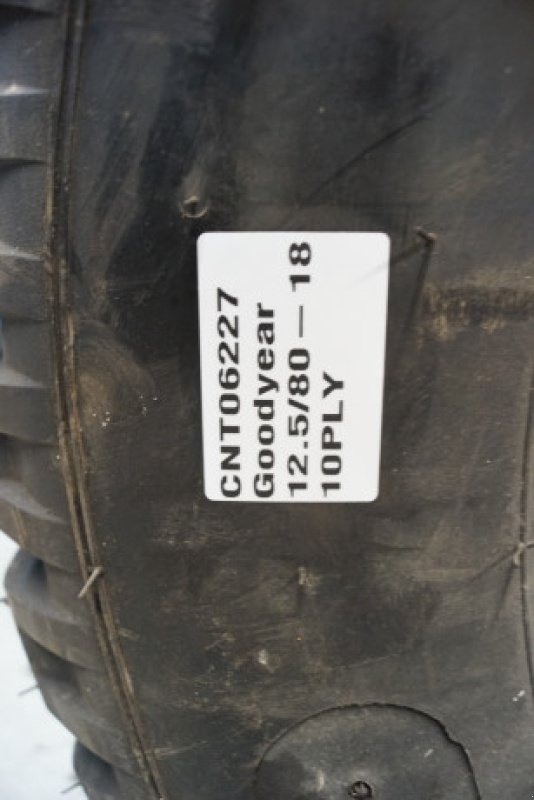 CNT06227
Goodyear
12.5/80 — 18
10PLY